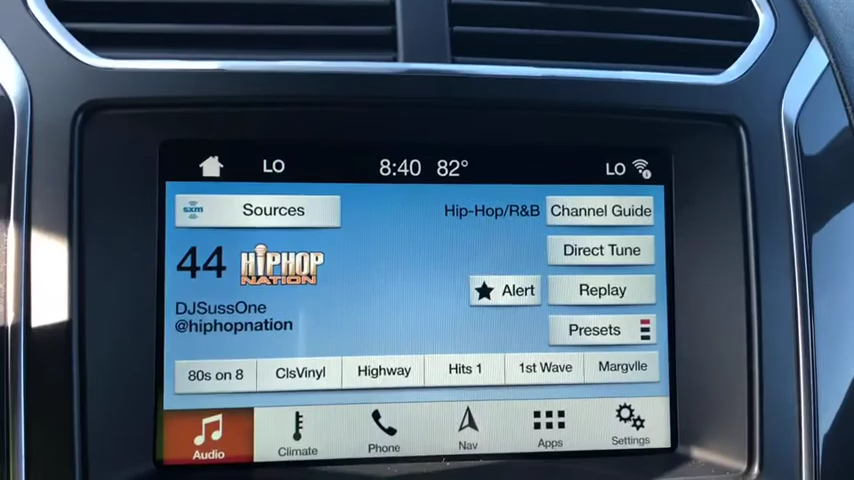 LO 8:40 82° LO
sxm Sources Hip-Hop/R&B Channel Guide
44 HIPHOP NATION
Direct Tune
★ Alert Replay
DJSussOne
@hiphopnation
Presets
80s on 8 ClsVinyl Highway Hits 1 1st Wave Margvlle
Audio Climate Phone Nav Apps Settings